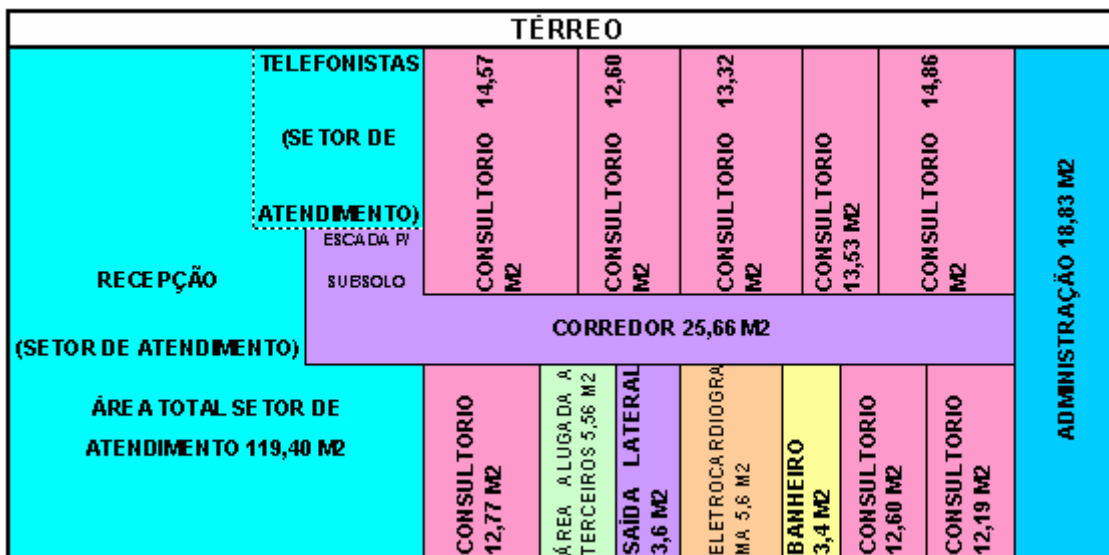 TÉRREO
TELEFONISTAS
(SETOR DE
ATENDIMENTO)
ESCADA P/
SUBSOLO
RECEPÇÃO
(SETOR DE ATENDIMENTO)
ÁREA TOTAL SETOR DE
ATENDIMENTO 119,40 M2
CONSULTORIO 14,57
M2
CONSULTORIO 12,60
M2
CONSULTORIO 13,32
M2
CONSULTORIO
13,53 M2
CONSULTORIO 14,86
M2
CORREDOR 25,66 M2
CONSULTORIO
12,77 M2
ÁREA ALUGADA A
TERCEIROS 5,56 M2
SAÍDA LATERAL
3,6 M2
ELETROCARDIOGRA
MA 5,6 M2
BANHEIRO
3,4 M2
CONSULTORIO
12,60 M2
CONSULTORIO
12,19 M2
ADMINISTRAÇÃO 18,83 M2